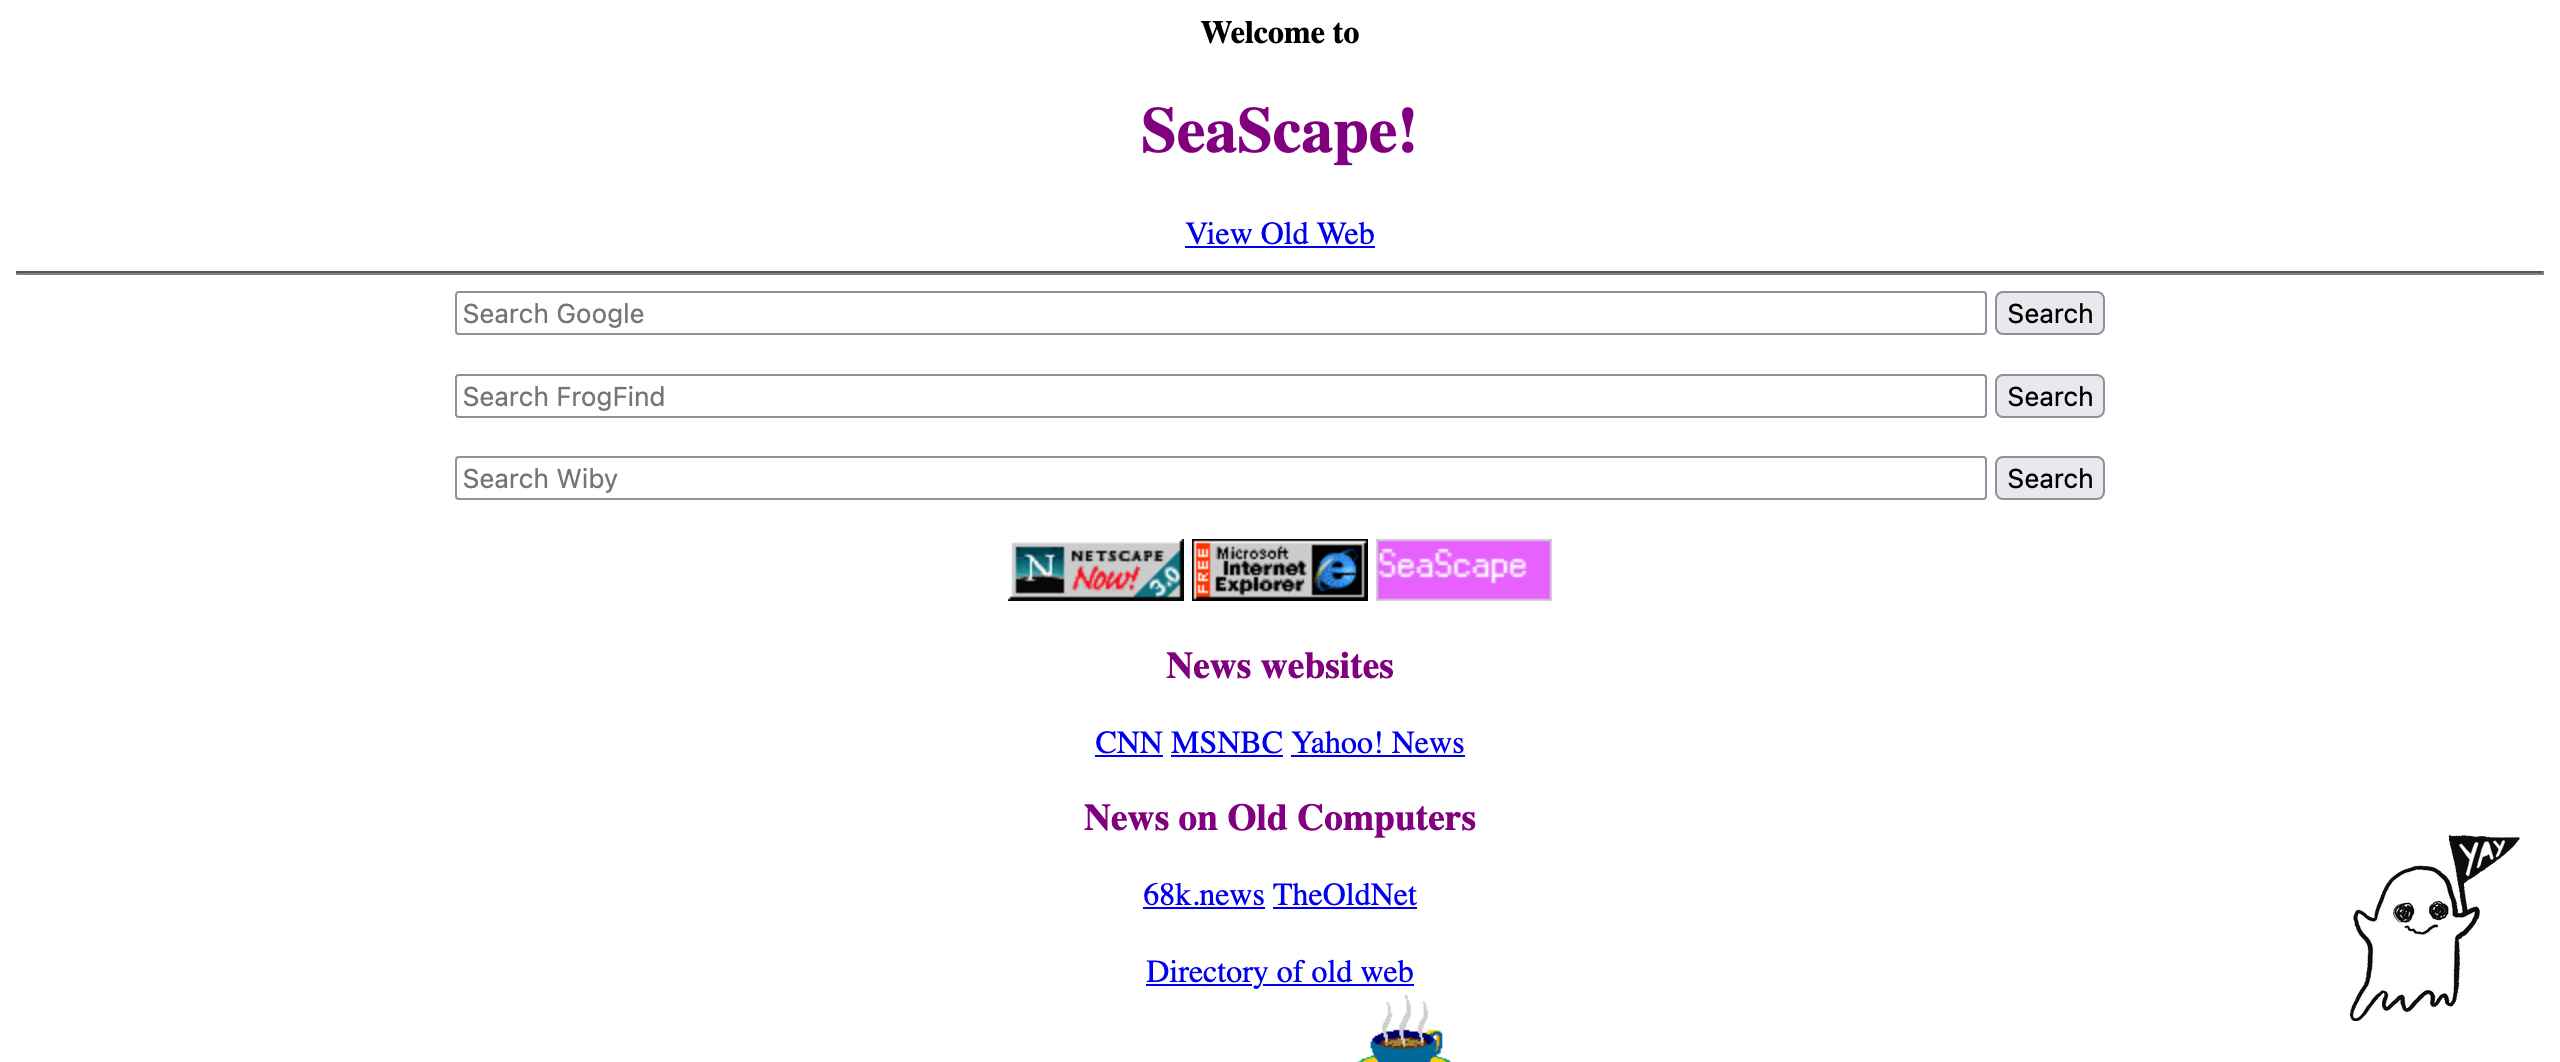 Welcome to
SeaScape!
View Old Web
Search Google Search
Search FrogFind Search
Search Wiby Search
N NETSCAPE Now! 3.0 FREE Microsoft Internet Explorer SeaScape
News websites
CNN MSNBC Yahoo! News
News on Old Computers
YAY
68k.news TheOldNet
Directory of old web